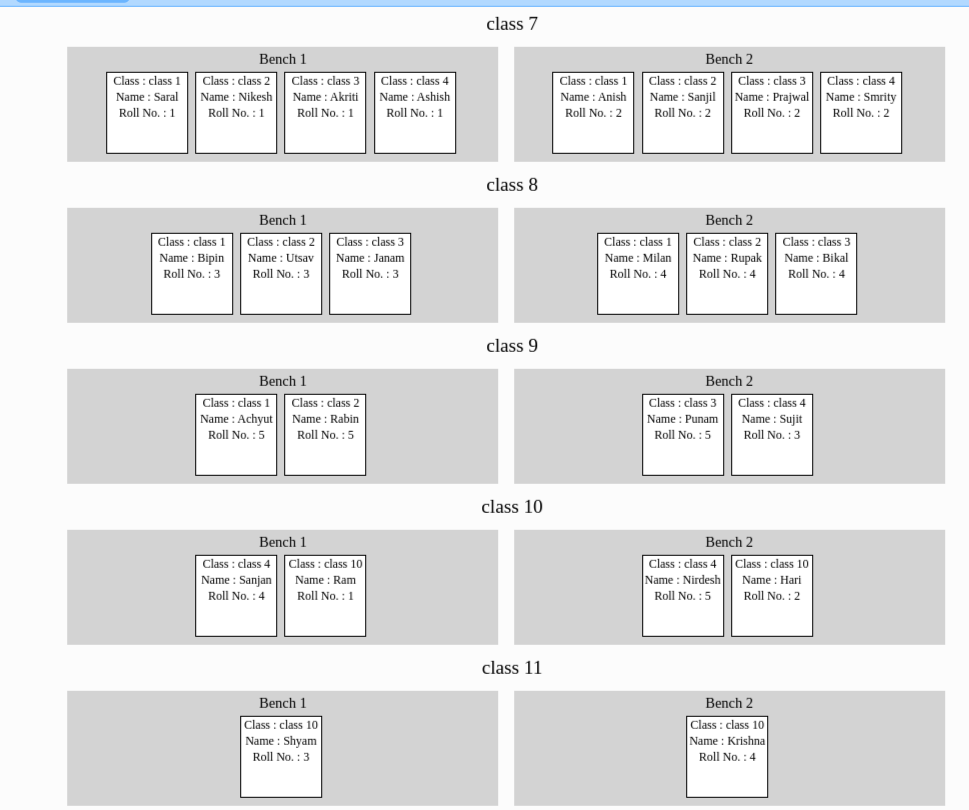 class 7
Bench 1
Class : class 1
Name : Saral
Roll No. : 1
Class : class 2
Name : Nikesh
Roll No. : 1
Class : class 3
Name : Akriti
Roll No. : 1
Class : class 4
Name : Ashish
Roll No. : 1
Bench 2
Class : class 1
Name : Anish
Roll No. : 2
Class : class 2
Name : Sanjil
Roll No. : 2
Class : class 3
Name : Prajwal
Roll No. : 2
Class : class 4
Name : Smrity
Roll No. : 2
class 8
Bench 1
Class : class 1
Name : Bipin
Roll No. : 3
Class : class 2
Name : Utsav
Roll No. : 3
Class : class 3
Name : Janam
Roll No. : 3
Bench 2
Class : class 1
Name : Milan
Roll No. : 4
Class : class 2
Name : Rupak
Roll No. : 4
Class : class 3
Name : Bikal
Roll No. : 4
class 9
Bench 1
Class : class 1
Name : Achyut
Roll No. : 5
Class : class 2
Name : Rabin
Roll No. : 5
Bench 2
Class : class 3
Name : Punam
Roll No. : 5
Class : class 4
Name : Sujit
Roll No. : 3
class 10
Bench 1
Class : class 4
Name : Sanjan
Roll No. : 4
Class : class 10
Name : Ram
Roll No. : 1
Bench 2
Class : class 4
Name : Nirdesh
Roll No. : 5
Class : class 10
Name : Hari
Roll No. : 2
class 11
Bench 1
Class : class 10
Name : Shyam
Roll No. : 3
Bench 2
Class : class 10
Name : Krishna
Roll No. : 4